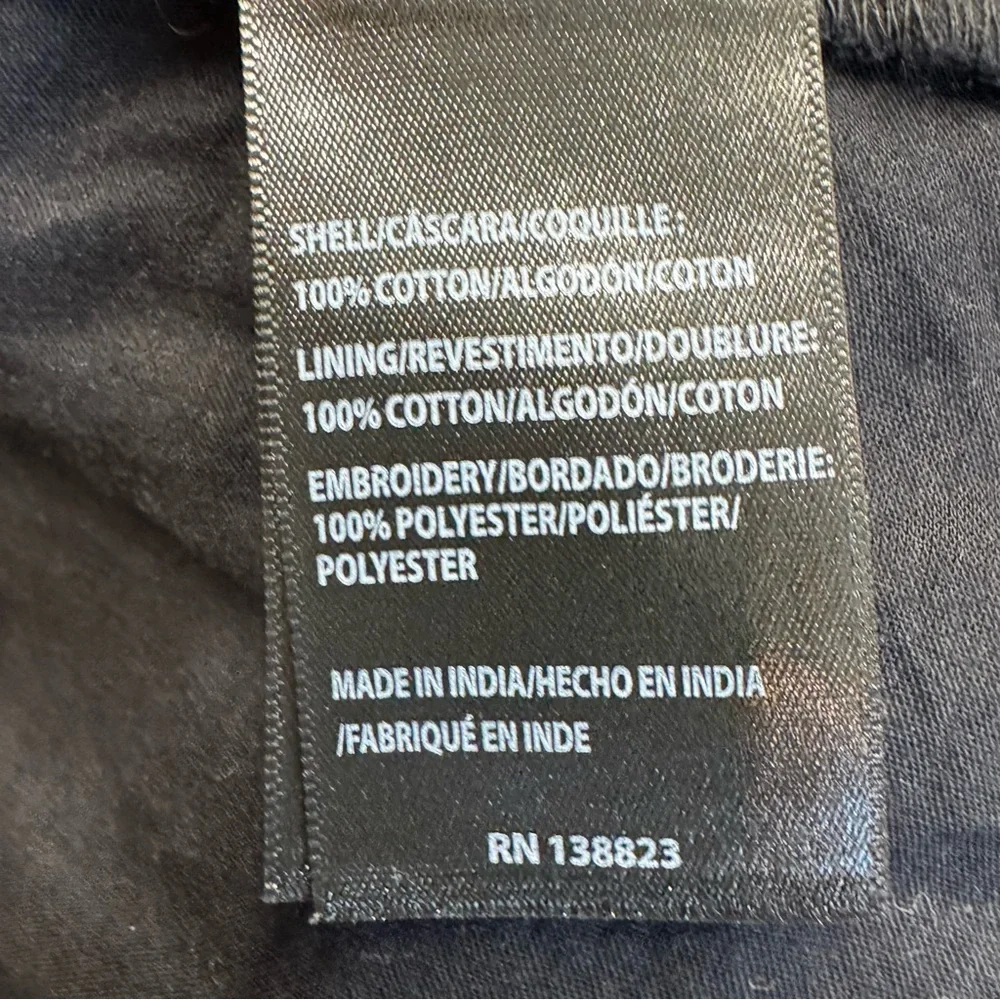 SHELL/CÁSCARA/COQUILLE:
100% COTTON/ALGODÓN/COTON
LINING/REVESTIMENTO/DOUBLURE:
100% COTTON/ALGODÓN/COTON
EMBROIDERY/BORDADO/BRODERIE:
100% POLYESTER/POLIÉSTER/
POLYESTER
MADE IN INDIA/HECHO EN INDIA
/FABRIQUÉ EN INDE
RN 138823